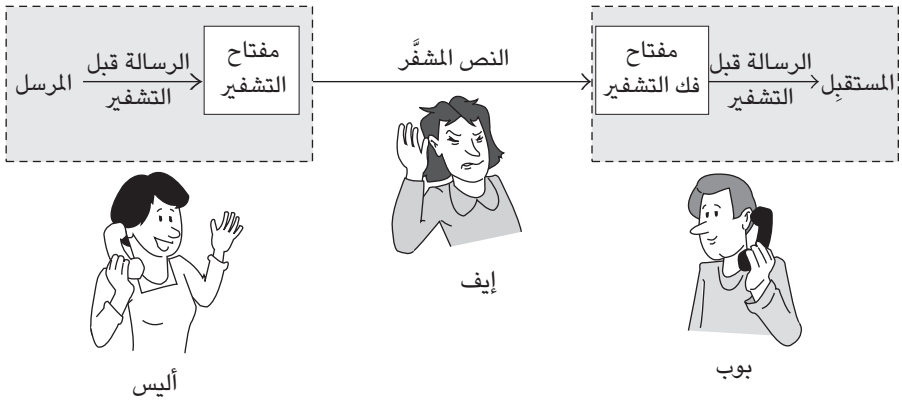 المرسل
الرسالة قبل
التشفير
مفتاح
التشفير
النص المشفَّر
مفتاح
فك التشفير
الرسالة قبل
التشفير
المستقبِل
إيف
بوب
أليس